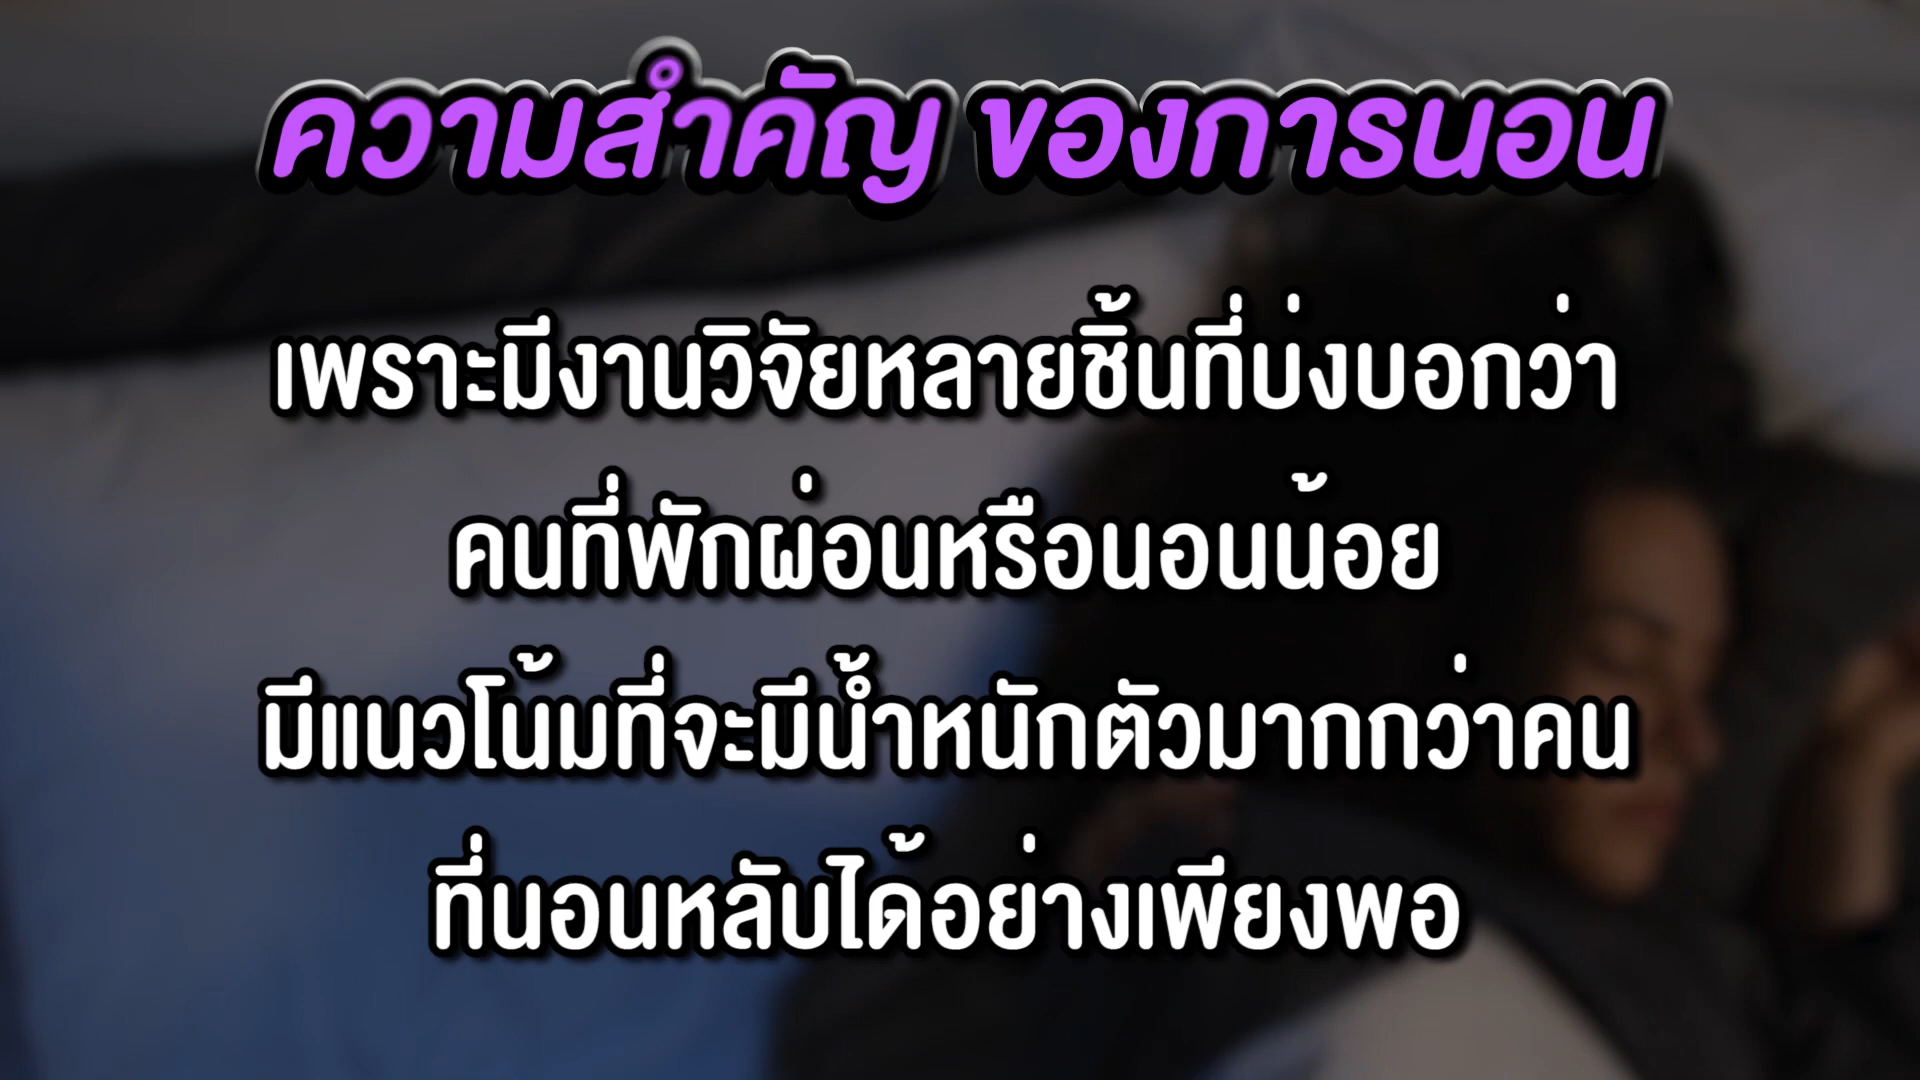 ความสำคัญ ของการนอน
เพราะมีงานวิจัยหลายชิ้นที่บ่งบอกว่า
คนที่พักผ่อนหรือนอนน้อย
มีแนวโน้มที่จะมีน้ำหนักตัวมากกว่าคน
ที่นอนหลับได้อย่างเพียงพอ